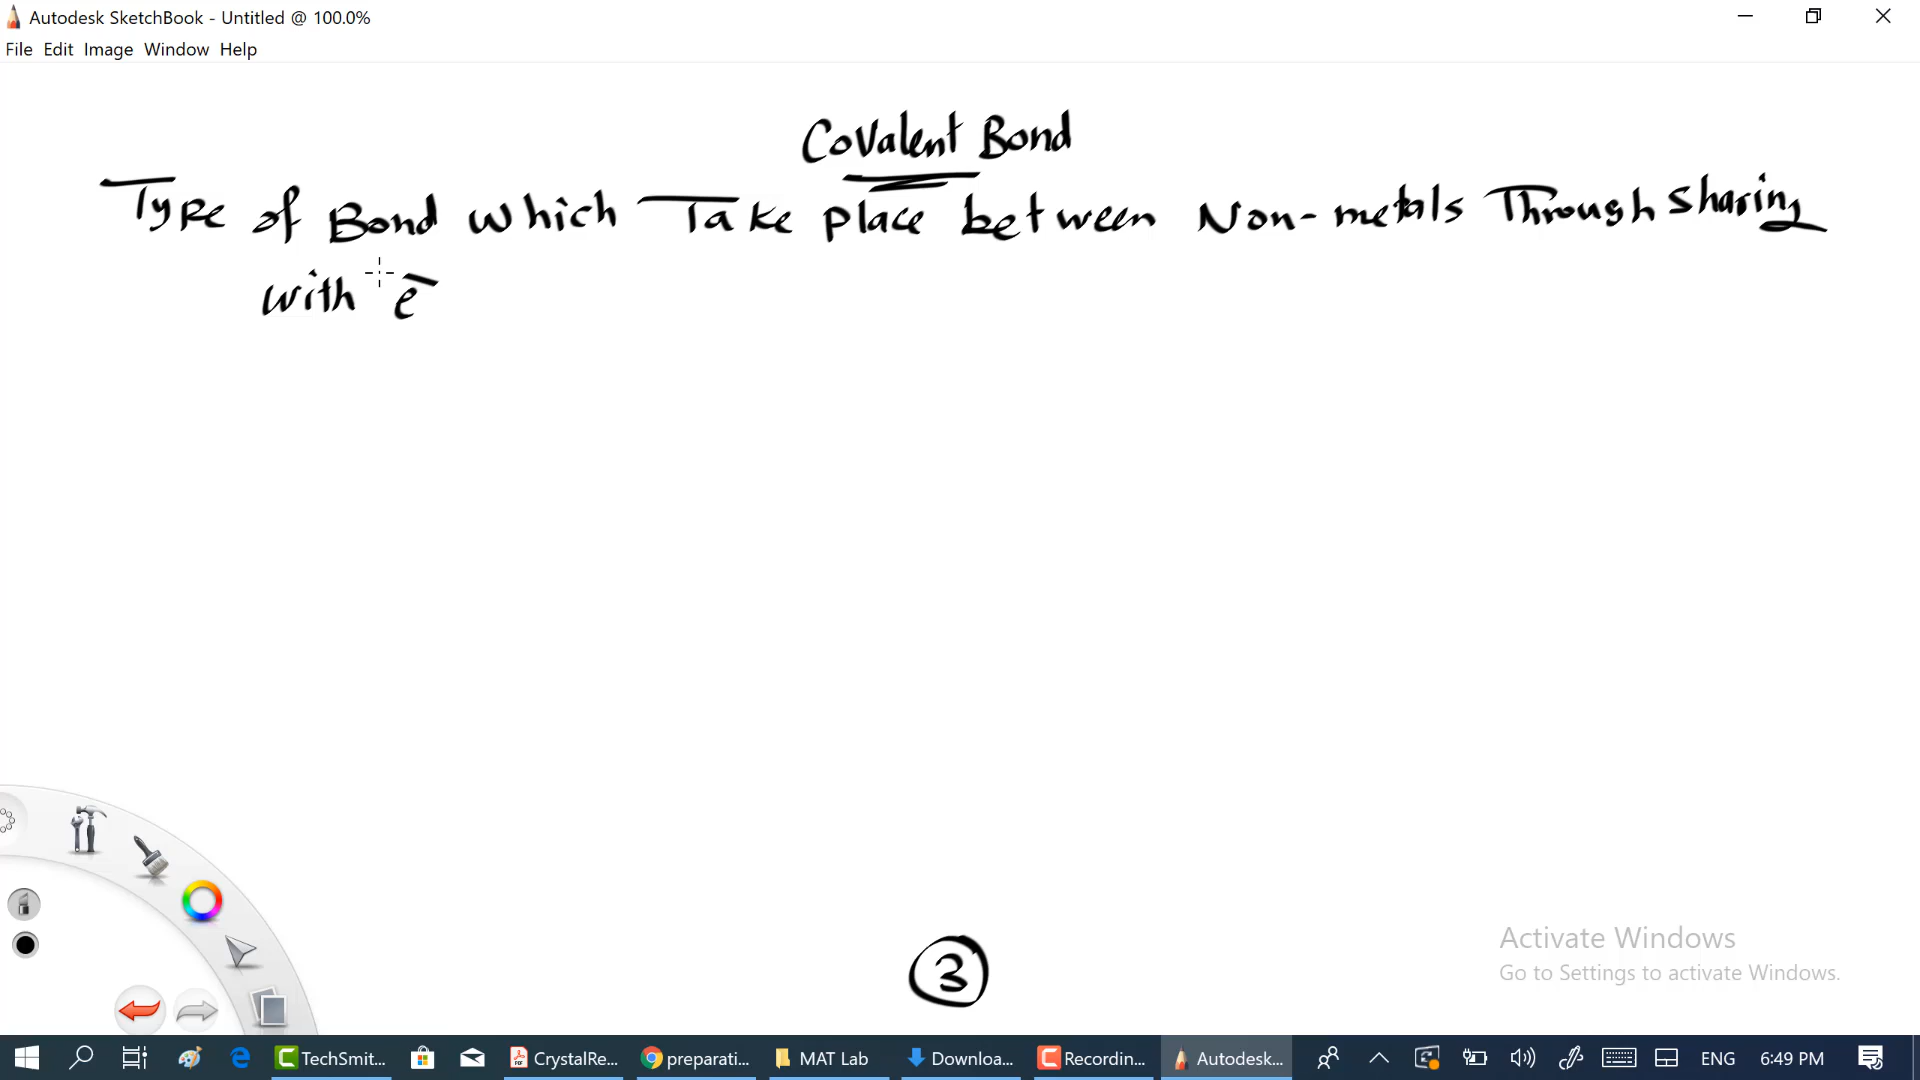 Autodesk SketchBook - Untitled @ 100.0%
File Edit Image Window Help
Covalent Bond
Type of Bond which Take place between Non-metals Through sharing
with e̅
3
Activate Windows
Go to Settings to activate Windows.
TechSmit... CrystalRe... preparati... MAT Lab Downloa... Recordin... Autodesk... ENG 6:49 PM